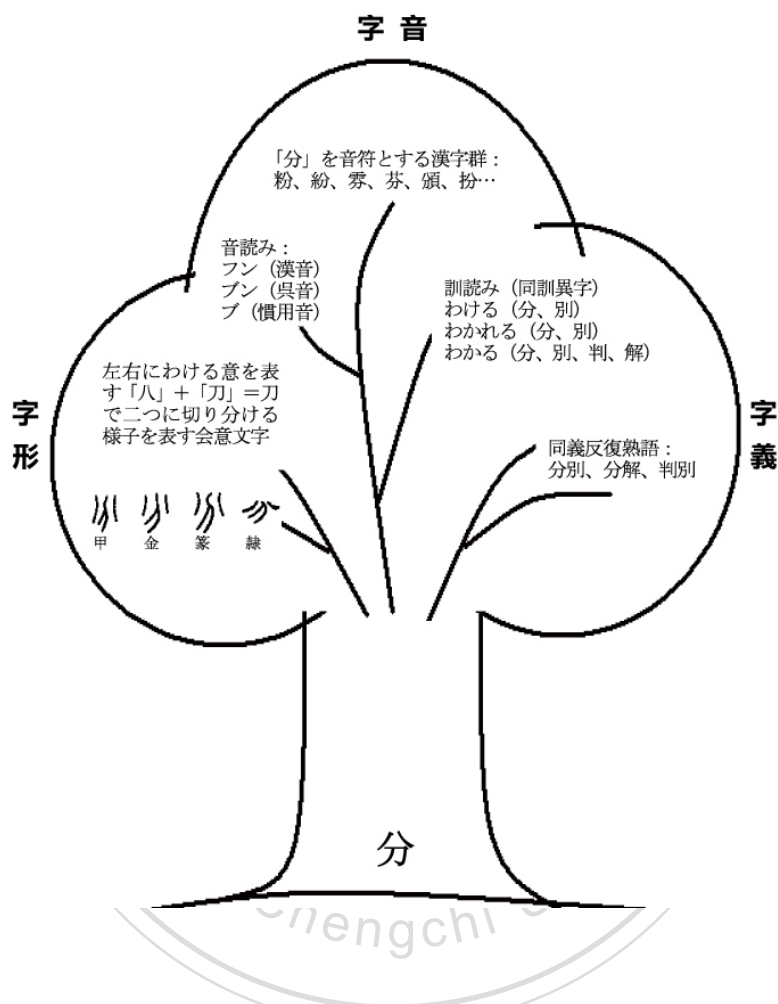 字音
「分」を音符とする漢字群：
粉、紛、雰、芬、頒、扮…
音読み：
フン（漢音）
ブン（呉音）
ブ（慣用音）
訓読み（同訓異字）
わける（分、別）
わかれる（分、別）
わかる（分、別、判、解）
左右にわける意を表
す「八」＋「刀」＝刀
で二つに切り分ける
様子を表す会意文字
字形
字義
同義反復熟語：
分別、分解、判別
甲 金 篆 隸
分
hengchi